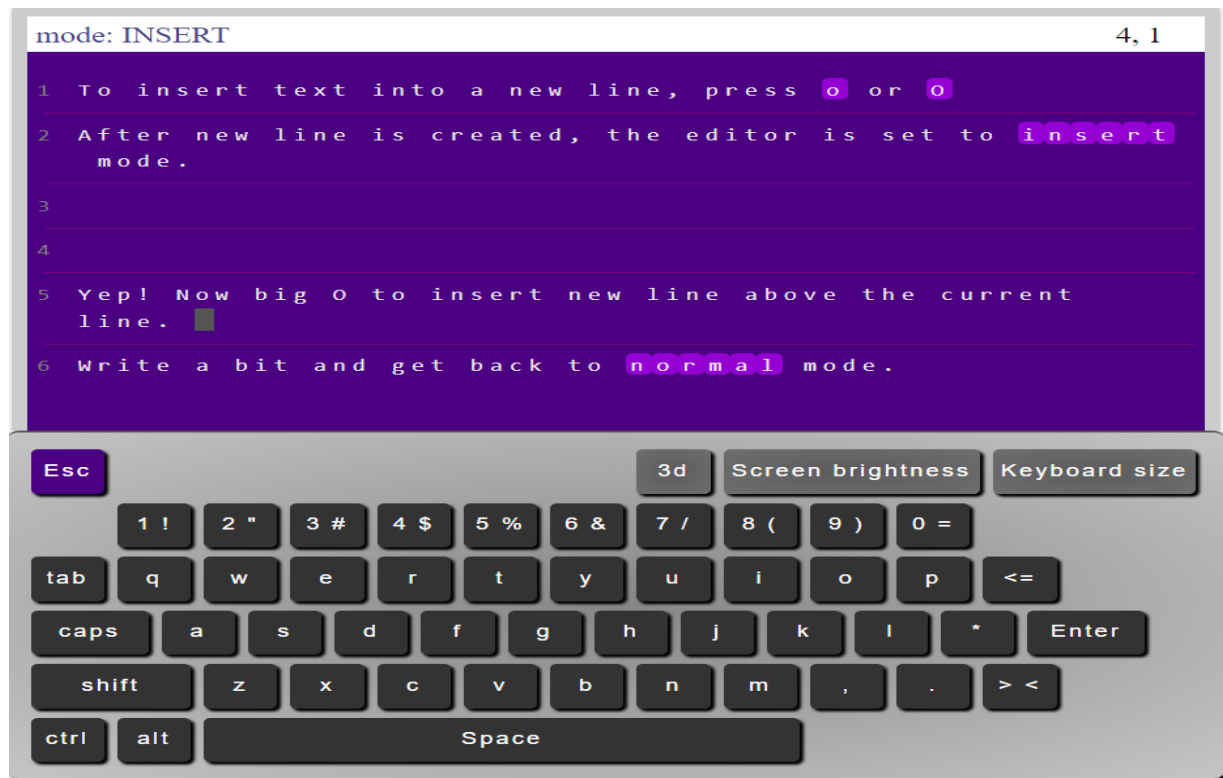 mode: INSERT 4, 1
1 To insert text into a new line, press o or O
2 After new line is created, the editor is set to insert
mode.
3
4
5 Yep! Now big O to insert new line above the current
line.
6 Write a bit and get back to normal mode.
Esc 3d Screen brightness Keyboard size
1 ! 2 " 3 # 4 $ 5 % 6 & 7 / 8 ( 9 ) 0 =
tab q w e r t y u i o p <=
caps a s d f g h j k l * Enter
shift z x c v b n m , . > <
ctrl alt Space